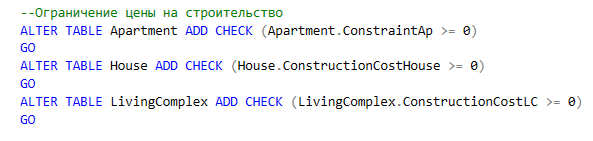 --Ограничение цены на строительство
ALTER TABLE Apartment ADD CHECK (Apartment.ConstraintAp >= 0)
GO
ALTER TABLE House ADD CHECK (House.ConstructionCostHouse >= 0)
GO
ALTER TABLE LivingComplex ADD CHECK (LivingComplex.ConstructionCostLC >= 0)
GO